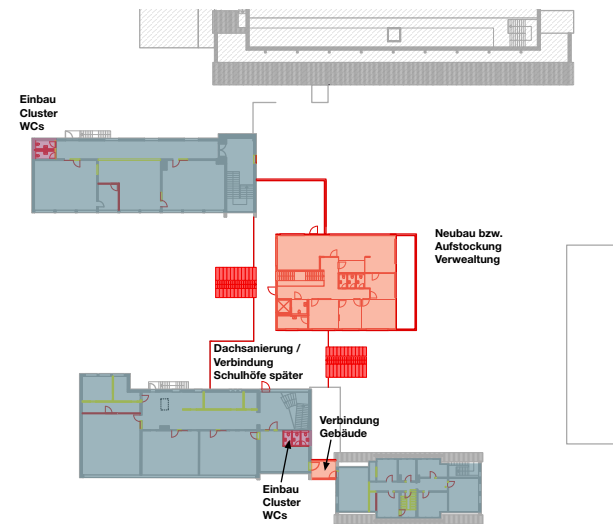 Einbau
Cluster
WCs
Neubau bzw.
Aufstockung
Verwealtung
Dachsanierung /
Verbindung
Schulhöfe später
Verbindung
Gebäude
Einbau
Cluster
WCs